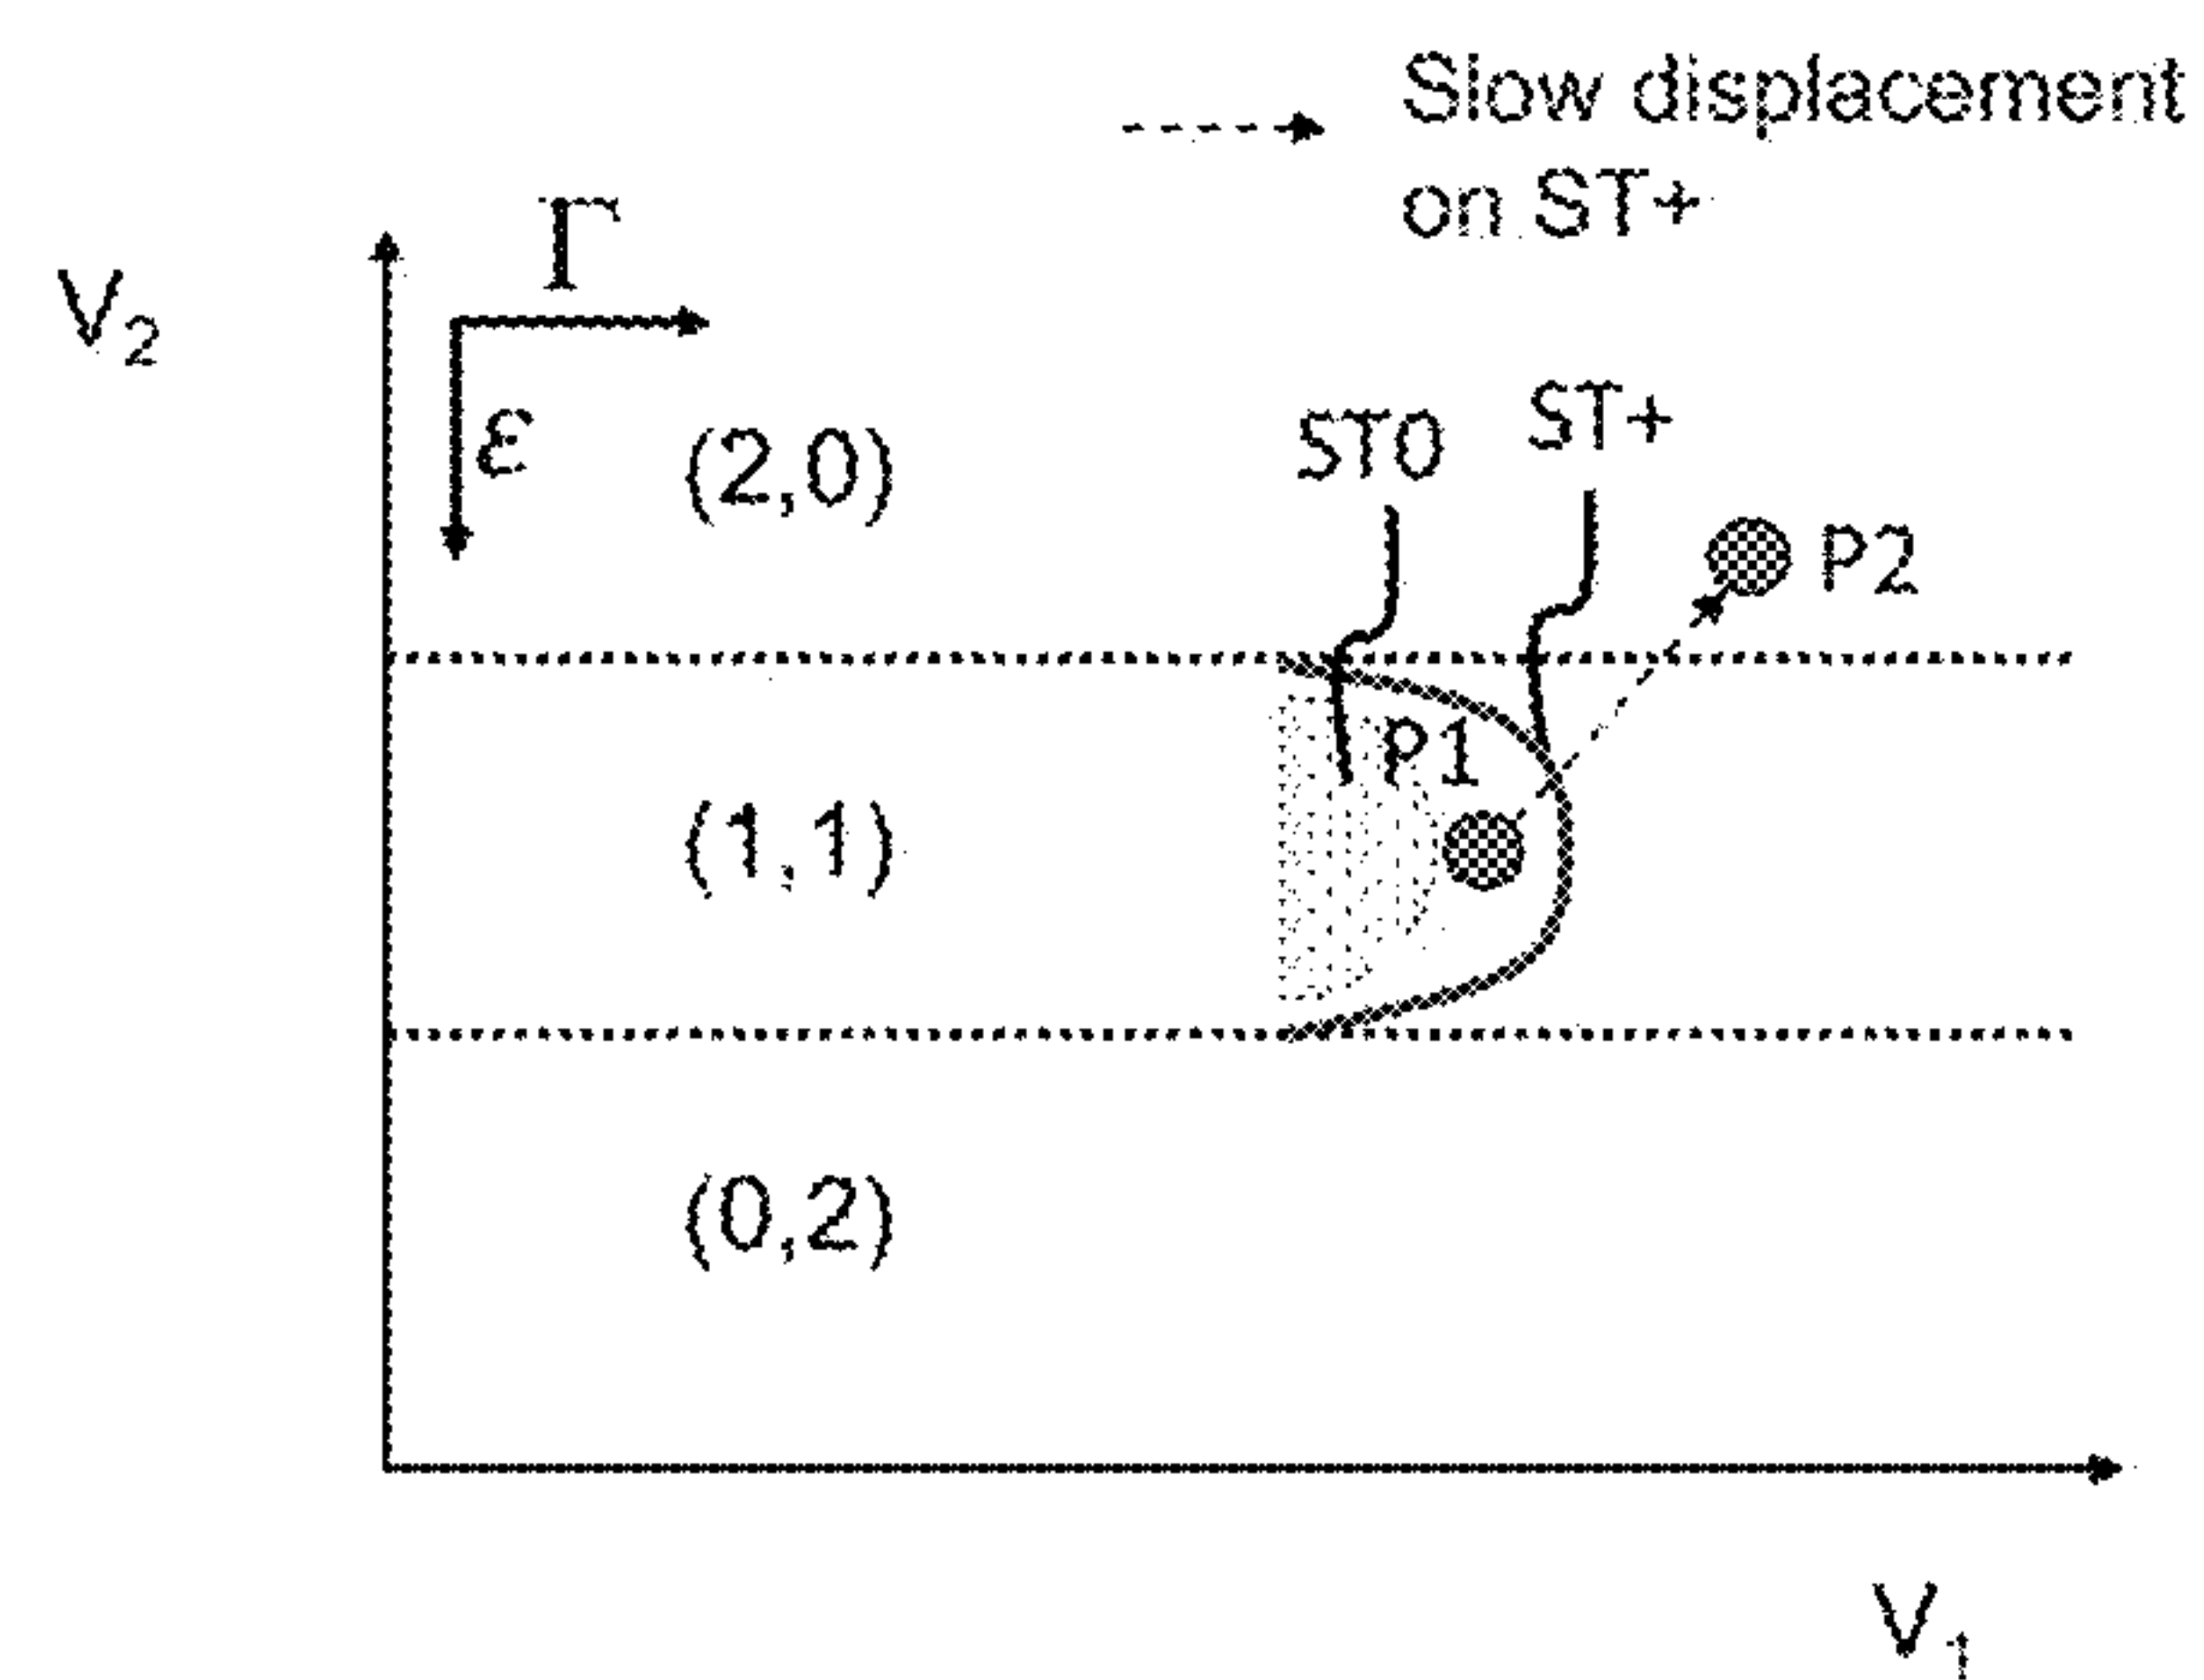 Slow displacement
on ST+
V2
Γ
ε
(2,0)
STO
ST+
P2
P1
(1,1)
(0,2)
V1